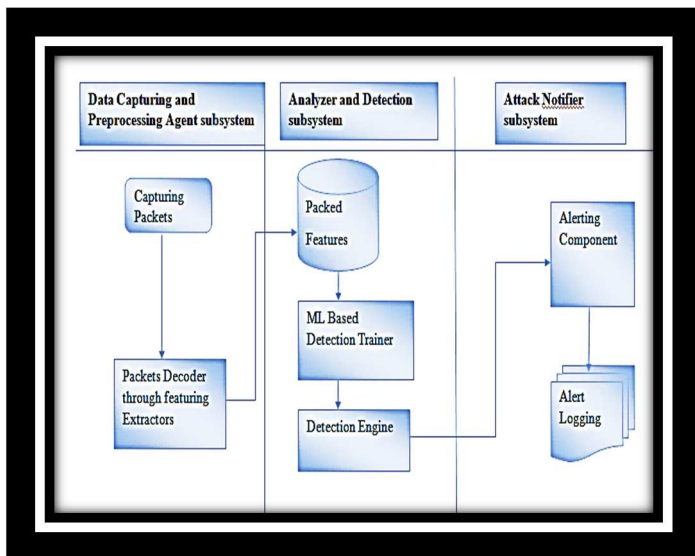 Data Capturing and
Preprocessing Agent subsystem
Analyzer and Detection
subsystem
Attack Notifier
subsystem
Capturing
Packets
Packets Decoder
through featuring
Extractors
Packed
Features
ML Based
Detection Trainer
Detection Engine
Alerting
Component
Alert
Logging